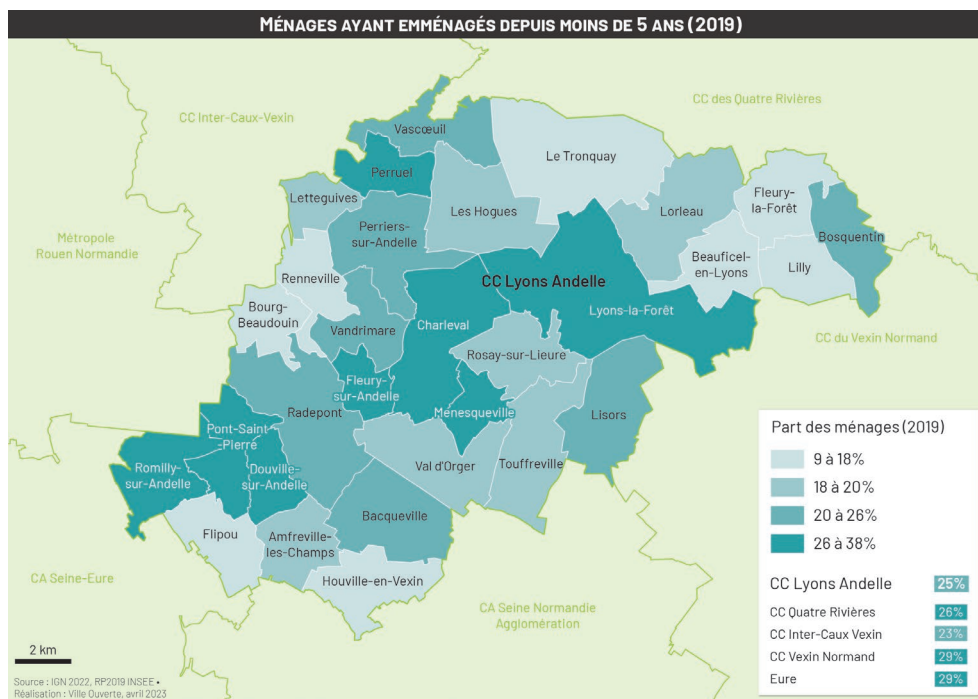 MÉNAGES AYANT EMMÉNAGÉS DEPUIS MOINS DE 5 ANS (2019)
CC Inter-Caux-Vexin
CC des Quatre Rivières
Vascœuil
Le Tronquay
Perruel
Fleury-
la-Forêt
Letteguives
Les Hogues
Lorleau
Perriers-
sur-Andelle
Bosquentin
Métropole
Rouen Normandie
Beauficel-
en-Lyons
Lilly
Renneville
CC Lyons Andelle
Bourg-
Beaudouin
Charleval
Lyons-la-Forêt
Vandrimare
CC du Vexin Normand
Rosay-sur-Lieure
Fleury-
sur-Andelle
Radepont
Ménesqueville
Lisors
Pont-Saint
-Pierre
Romilly-
sur-Andelle
Douville-
sur-Andelle
Val d'Orger
Touffreville
Bacqueville
Flipou
Amfreville-
les-Champs
Houville-en-Vexin
CA Seine-Eure
CA Seine Normandie
Agglomération
Part des ménages (2019)
9 à 18%
18 à 20%
20 à 26%
26 à 38%
CC Lyons Andelle 25%
CC Quatre Rivières 26%
CC Inter-Caux Vexin 23%
CC Vexin Normand 29%
Eure 29%
2 km
Source : IGN 2022, RP2019 INSEE •
Réalisation : Ville Ouverte, avril 2023